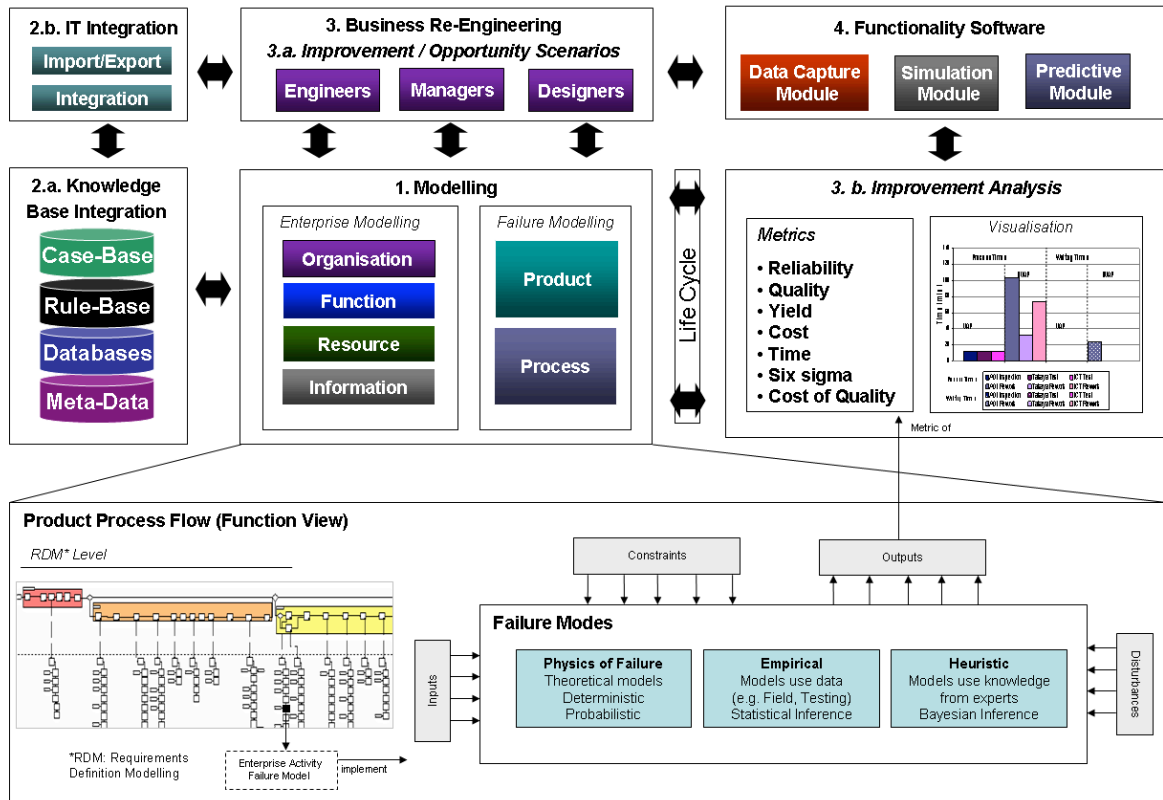 2.b. IT Integration
Import/Export
Integration
3. Business Re-Engineering
3.a. Improvement / Opportunity Scenarios
Engineers
Managers
Designers
4. Functionality Software
Data Capture
Module
Simulation
Module
Predictive
Module
2.a. Knowledge
Base Integration
Case-Base
Rule-Base
Databases
Meta-Data
1. Modelling
Enterprise Modelling
Organisation
Function
Resource
Information
Failure Modelling
Product
Process
Life Cycle
3. b. Improvement Analysis
Metrics
• Reliability
• Quality
• Yield
• Cost
• Time
• Six sigma
• Cost of Quality
Visualisation
Metric of
Product Process Flow (Function View)
RDM* Level
*RDM: Requirements
Definition Modelling
Enterprise Activity
Failure Model
implement
Inputs
Constraints
Outputs
Disturbances
Failure Modes
Physics of Failure
Theoretical models
Deterministic
Probabilistic
Empirical
Models use data
(e.g. Field, Testing)
Statistical Inference
Heuristic
Models use knowledge
from experts
Bayesian Inference